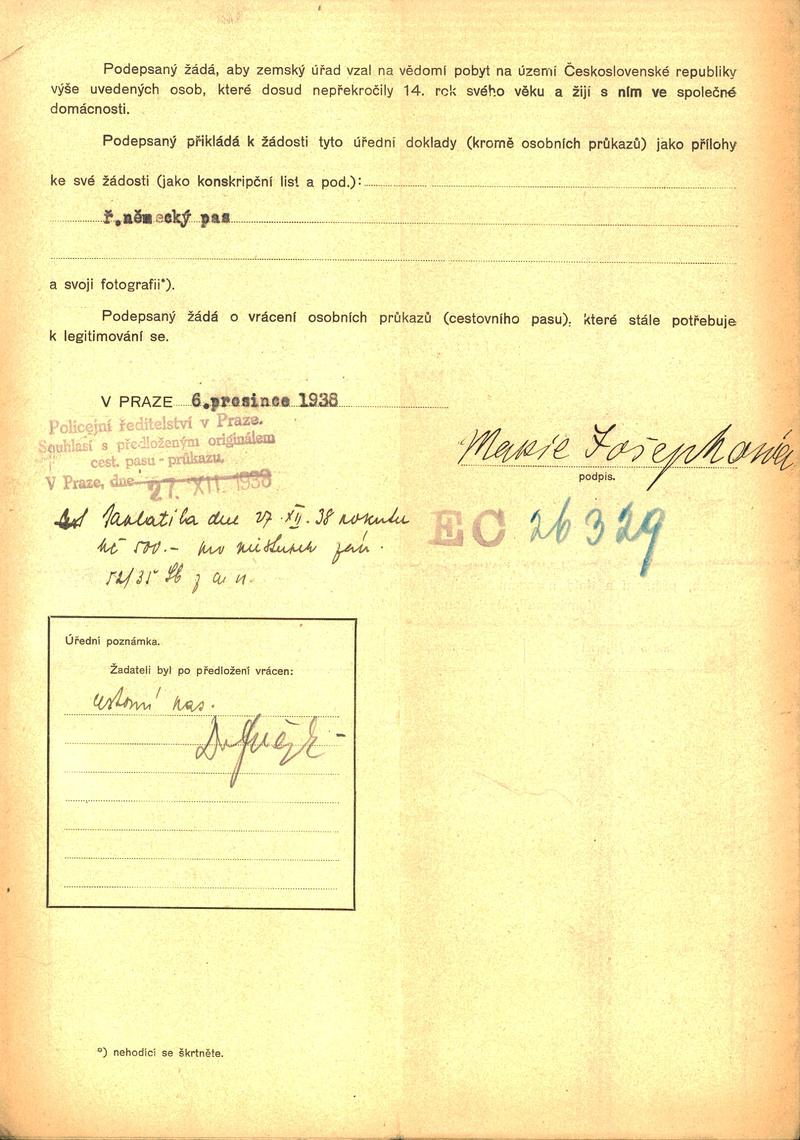 Podepsaný žádá, aby zemský úřad vzal na vědomí pobyt na území Československé republiky
výše uvedených osob, které dosud nepřekročily 14. rok svého věku a žijí s ním ve společné
domácnosti.
Podepsaný přikládá k žádosti tyto úřední doklady (kromě osobních průkazů) jako přílohy
ke své žádosti (jako konskripční list a pod.):
ř.německý pas
a svoji fotografii*).
Podepsaný žádá o vrácení osobních průkazů (cestovního pasu), které stále potřebuje
k legitimování se.
V PRAZE 6.prosince 1938
Policejní ředitelství v Praze.
Souhlasí s předloženým originálem
cest. pasu - průkazu.
V Praze, dne 27. XII. 1938
Marie Josephová
podpis.
zaplatila dne 27. XII. 38
Kč 500.-
52/35 Sb z a n.
EC 26329
Úřední poznámka.
Žadateli byl po předložení vrácen:
cestovní pas.
*) nehodící se škrtněte.